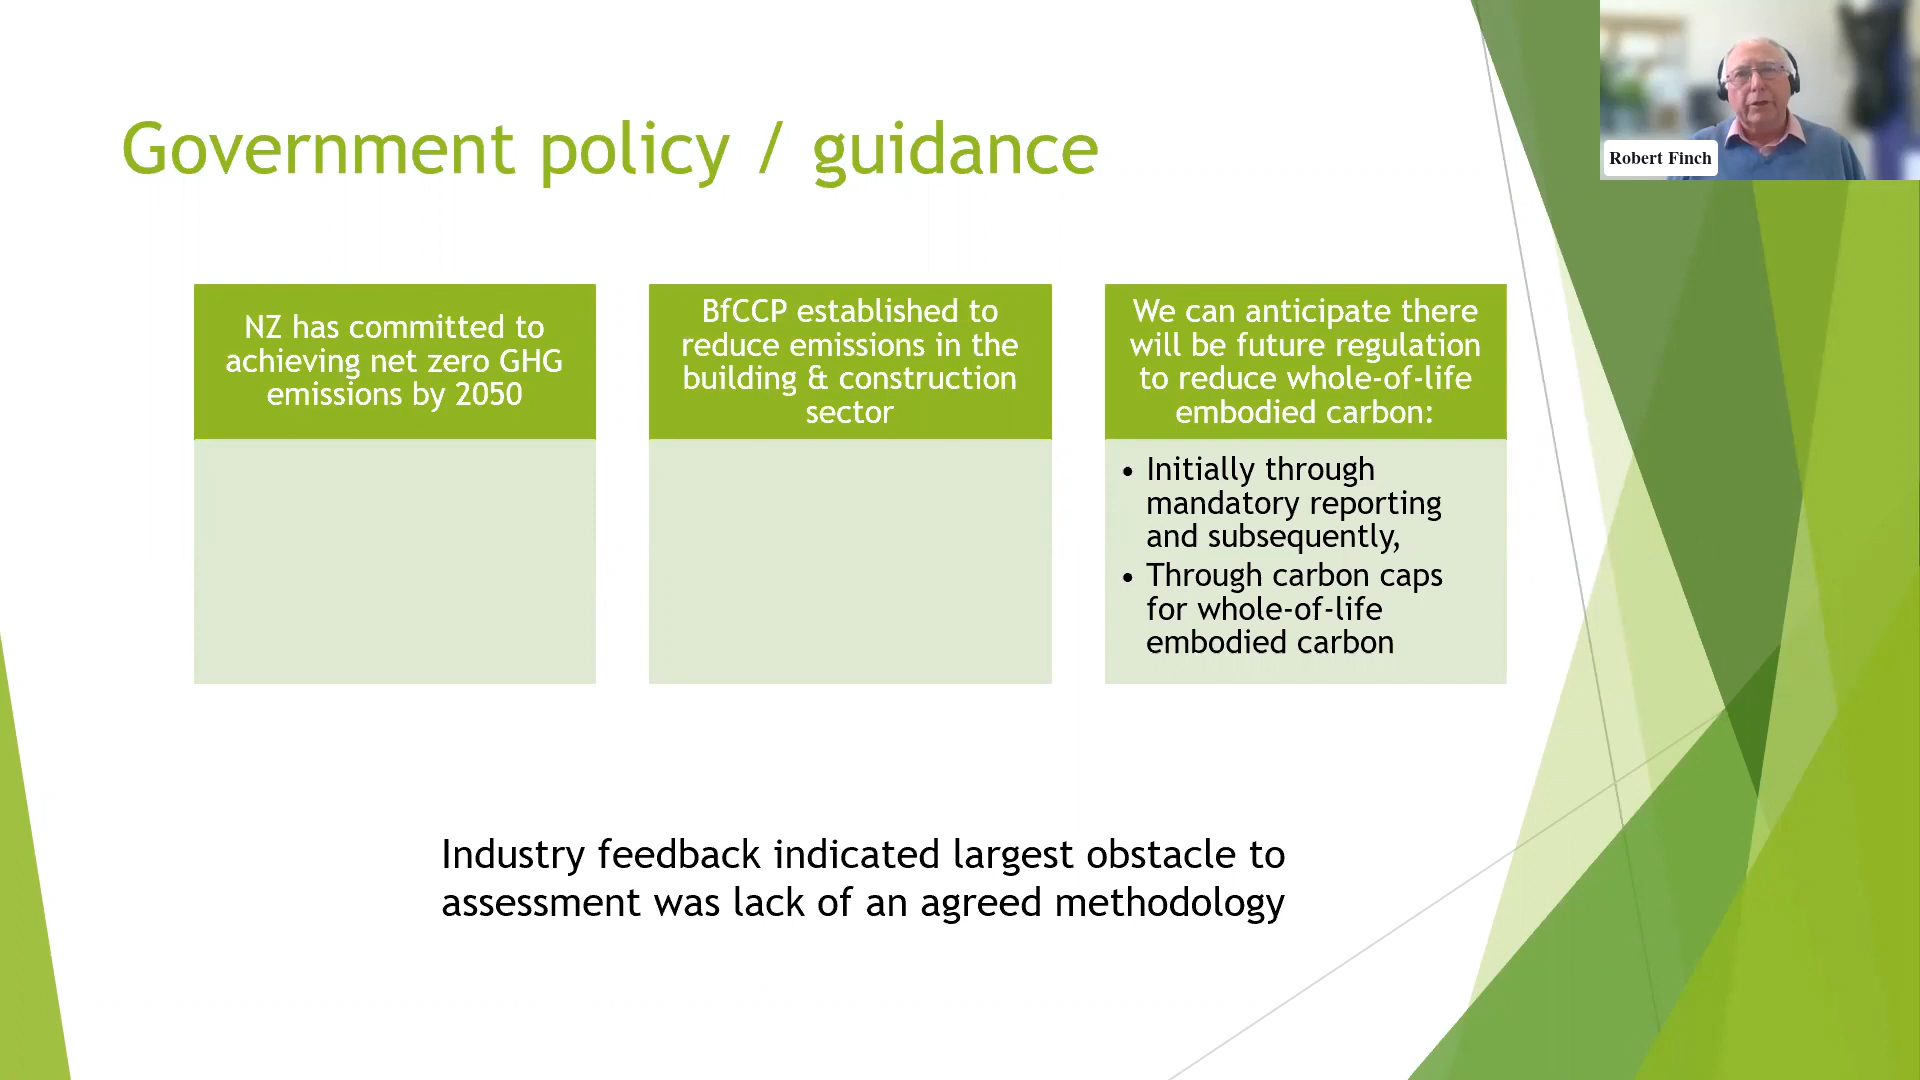 Government policy / guidance
Robert Finch
NZ has committed to
achieving net zero GHG
emissions by 2050
BfCCP established to
reduce emissions in the
building & construction
sector
We can anticipate there
will be future regulation
to reduce whole-of-life
embodied carbon:
• Initially through
mandatory reporting
and subsequently,
• Through carbon caps
for whole-of-life
embodied carbon
Industry feedback indicated largest obstacle to
assessment was lack of an agreed methodology